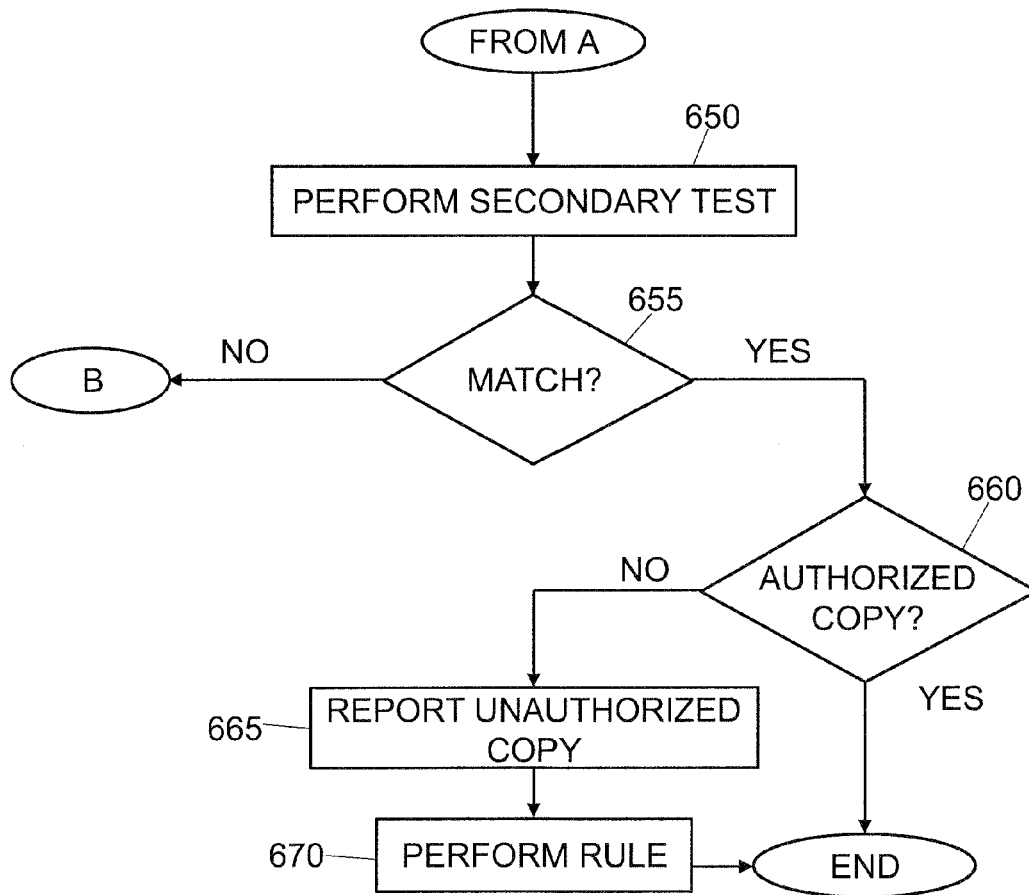 FROM A
650
PERFORM SECONDARY TEST
655
NO
YES
B
MATCH?
660
NO
AUTHORIZED
COPY?
YES
665
REPORT UNAUTHORIZED
COPY
670
PERFORM RULE
END